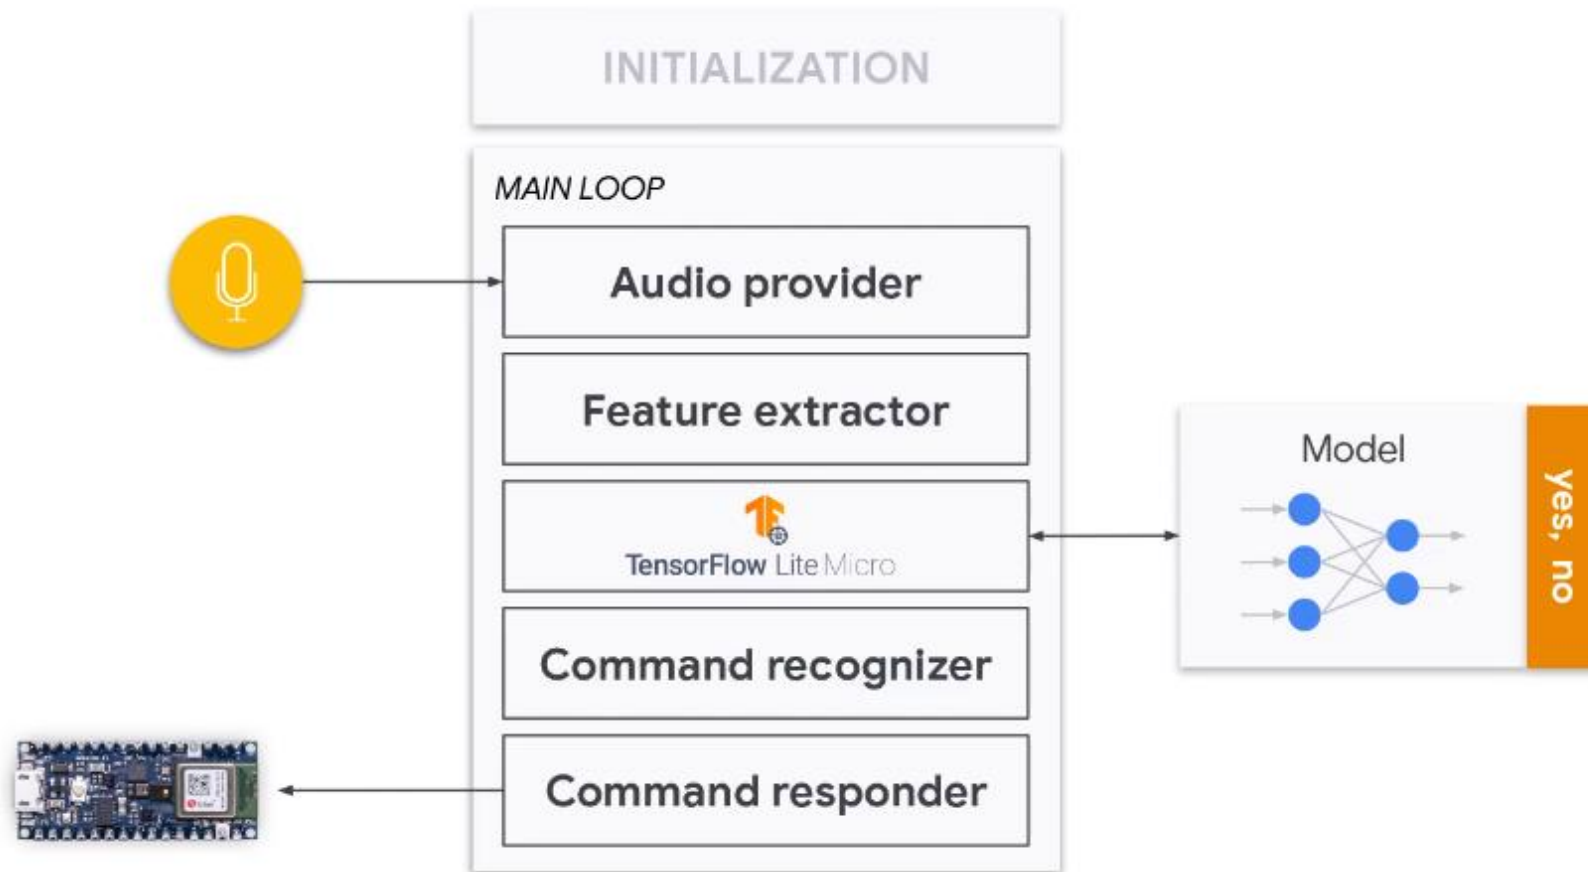 INITIALIZATION
MAIN LOOP
Audio provider
Feature extractor
TensorFlow Lite Micro
Command recognizer
Command responder
Model
yes, no